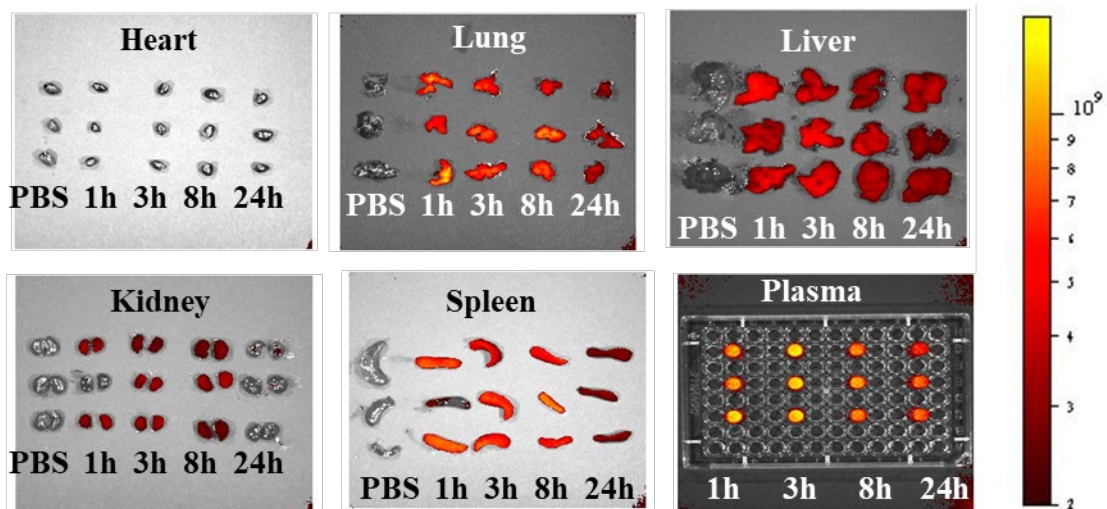 Heart
PBS 1h 3h 8h 24h
Lung
PBS 1h 3h 8h 24h
Liver
PBS 1h 3h 8h 24h
Kidney
PBS 1h 3h 8h 24h
Spleen
PBS 1h 3h 8h 24h
Plasma
1h 3h 8h 24h
10⁹
9
8
7
6
5
4
3
2